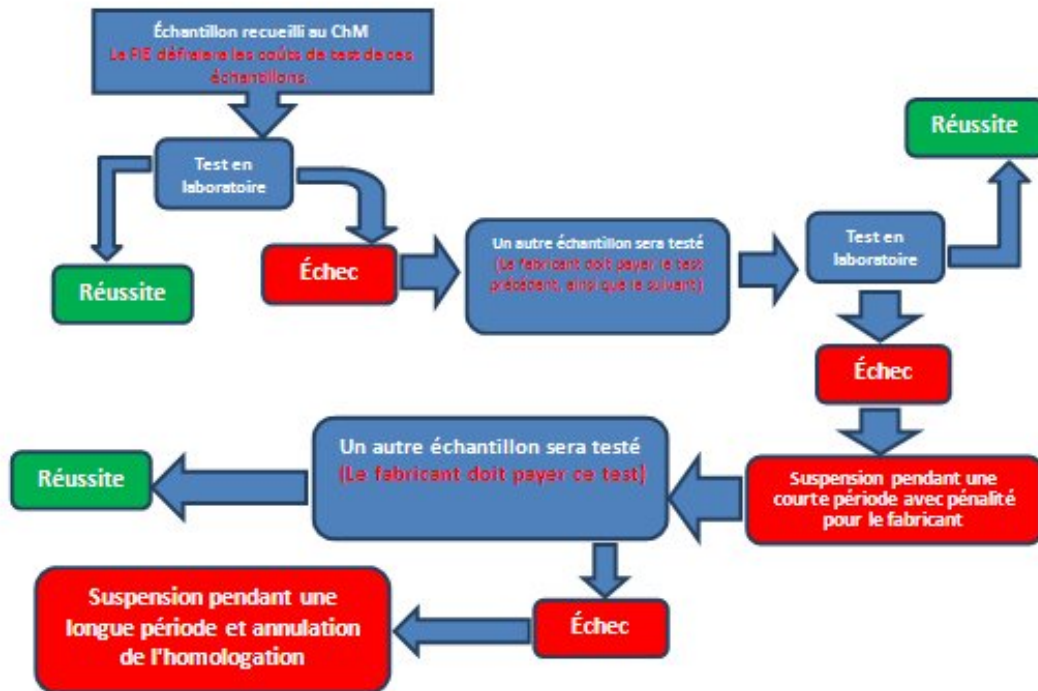 Échantillon recueilli au ChM
La FIE défraiera les coûts de test de ces
échantillons.
Test en
laboratoire
Réussite
Échec
Un autre échantillon sera testé
(Le fabricant doit payer le test
précédent, ainsi que le suivant)
Test en
laboratoire
Réussite
Échec
Suspension pendant une
courte période avec pénalité
pour le fabricant
Un autre échantillon sera testé
(Le fabricant doit payer ce test)
Réussite
Échec
Suspension pendant une
longue période et annulation
de l'homologation